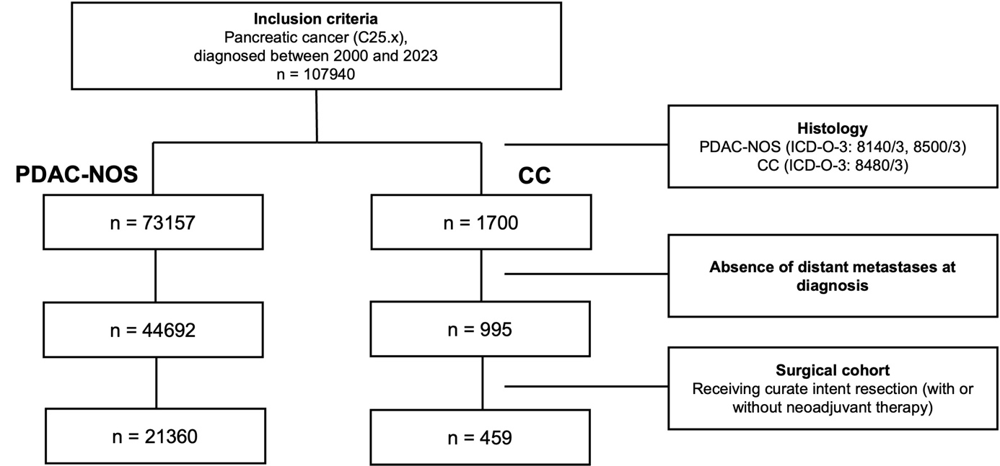 Inclusion criteria
Pancreatic cancer (C25.x),
diagnosed between 2000 and 2023
n = 107940
Histology
PDAC-NOS (ICD-O-3: 8140/3, 8500/3)
CC (ICD-O-3: 8480/3)
PDAC-NOS
CC
n = 73157
n = 1700
Absence of distant metastases at
diagnosis
n = 44692
n = 995
Surgical cohort
Receiving curate intent resection (with or
without neoadjuvant therapy)
n = 21360
n = 459